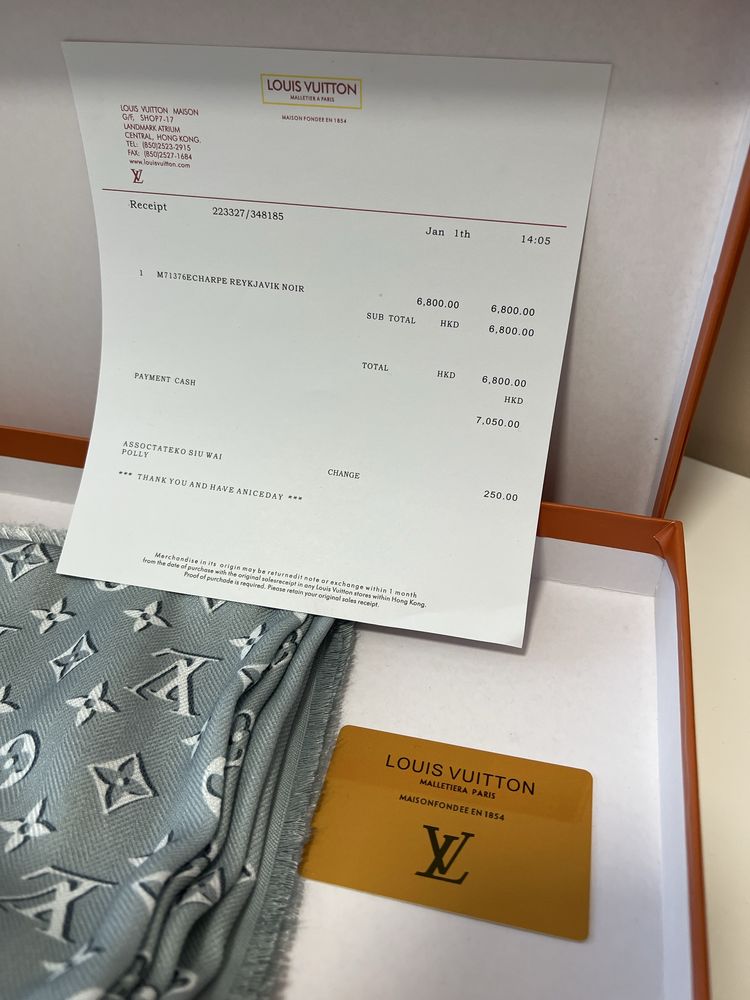 LOUIS VUITTON
MALLETIER A PARIS
MAISON FONDEE EN 1854
LOUIS VUITTON MAISON
G/F, SHOP7-17
LANDMARK ATRIUM
CENTRAL, HONG KONG.
TEL: (850)2523-2915
FAX: (850)2527-1684
www.louisvuitton.com
LV
Receipt 223327/348185 Jan 1th 14:05
1 M71376ECHARPE REYKJAVIK NOIR 6,800.00 6,800.00
SUB TOTAL HKD 6,800.00
TOTAL HKD 6,800.00
PAYMENT CASH HKD
7,050.00
ASSOCTATEKO SIU WAI
POLLY
CHANGE 250.00
*** THANK YOU AND HAVE ANICEDAY ***
Merchandise in its origin may be returnedit note or exchange within 1 month
from the date of purchase with the original salesreceipt in any Louis Vuitton stores within Hong Kong.
Proof of purchade is required. Please retain your original sales receipt.
LOUIS VUITTON
MALLETIERA PARIS
MAISONFONDEE EN 1854
LV